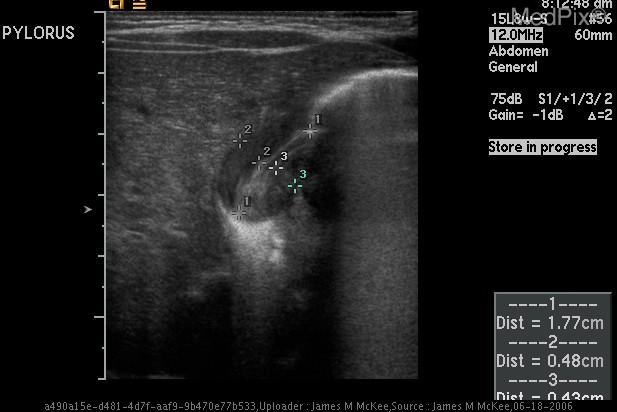 8:12:48 am
MedPix®
PYLORUS
15L8w-S #56
12.0MHz 60mm
Abdomen
General
75dB S1/+1/3/2
Gain= -1dB Δ=2
Store in progress
1
2
2
3
3
1
----1----
Dist = 1.77cm
----2----
Dist = 0.48cm
----3----
Dist = 0.43cm
a490a15e-d481-4d7f-aaf9-9b470e77b533,Uploader : James M McKee,Source : James M McKee,06-18-2006